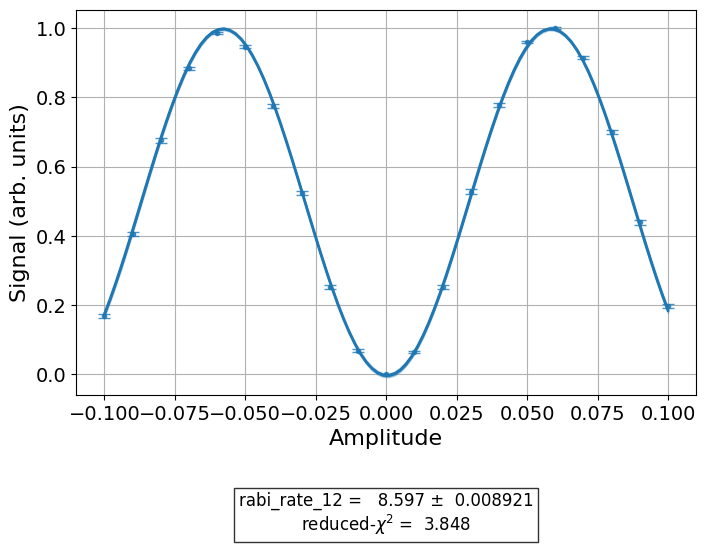 1.0
0.8
0.6
0.4
0.2
0.0
Signal (arb. units)
−0.100 −0.075 −0.050 −0.025 0.000 0.025 0.050 0.075 0.100
Amplitude
rabi_rate_12 = 8.597 ± 0.008921
reduced-χ² = 3.848